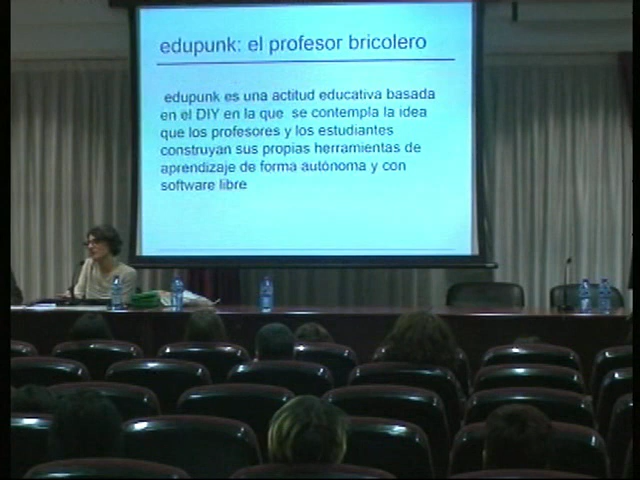 edupunk: el profesor bricolero
edupunk es una actitud educativa basada
en el DIY en la que se contempla la idea
que los profesores y los estudiantes
construyan sus propias herramientas de
aprendizaje de forma autónoma y con
software libre